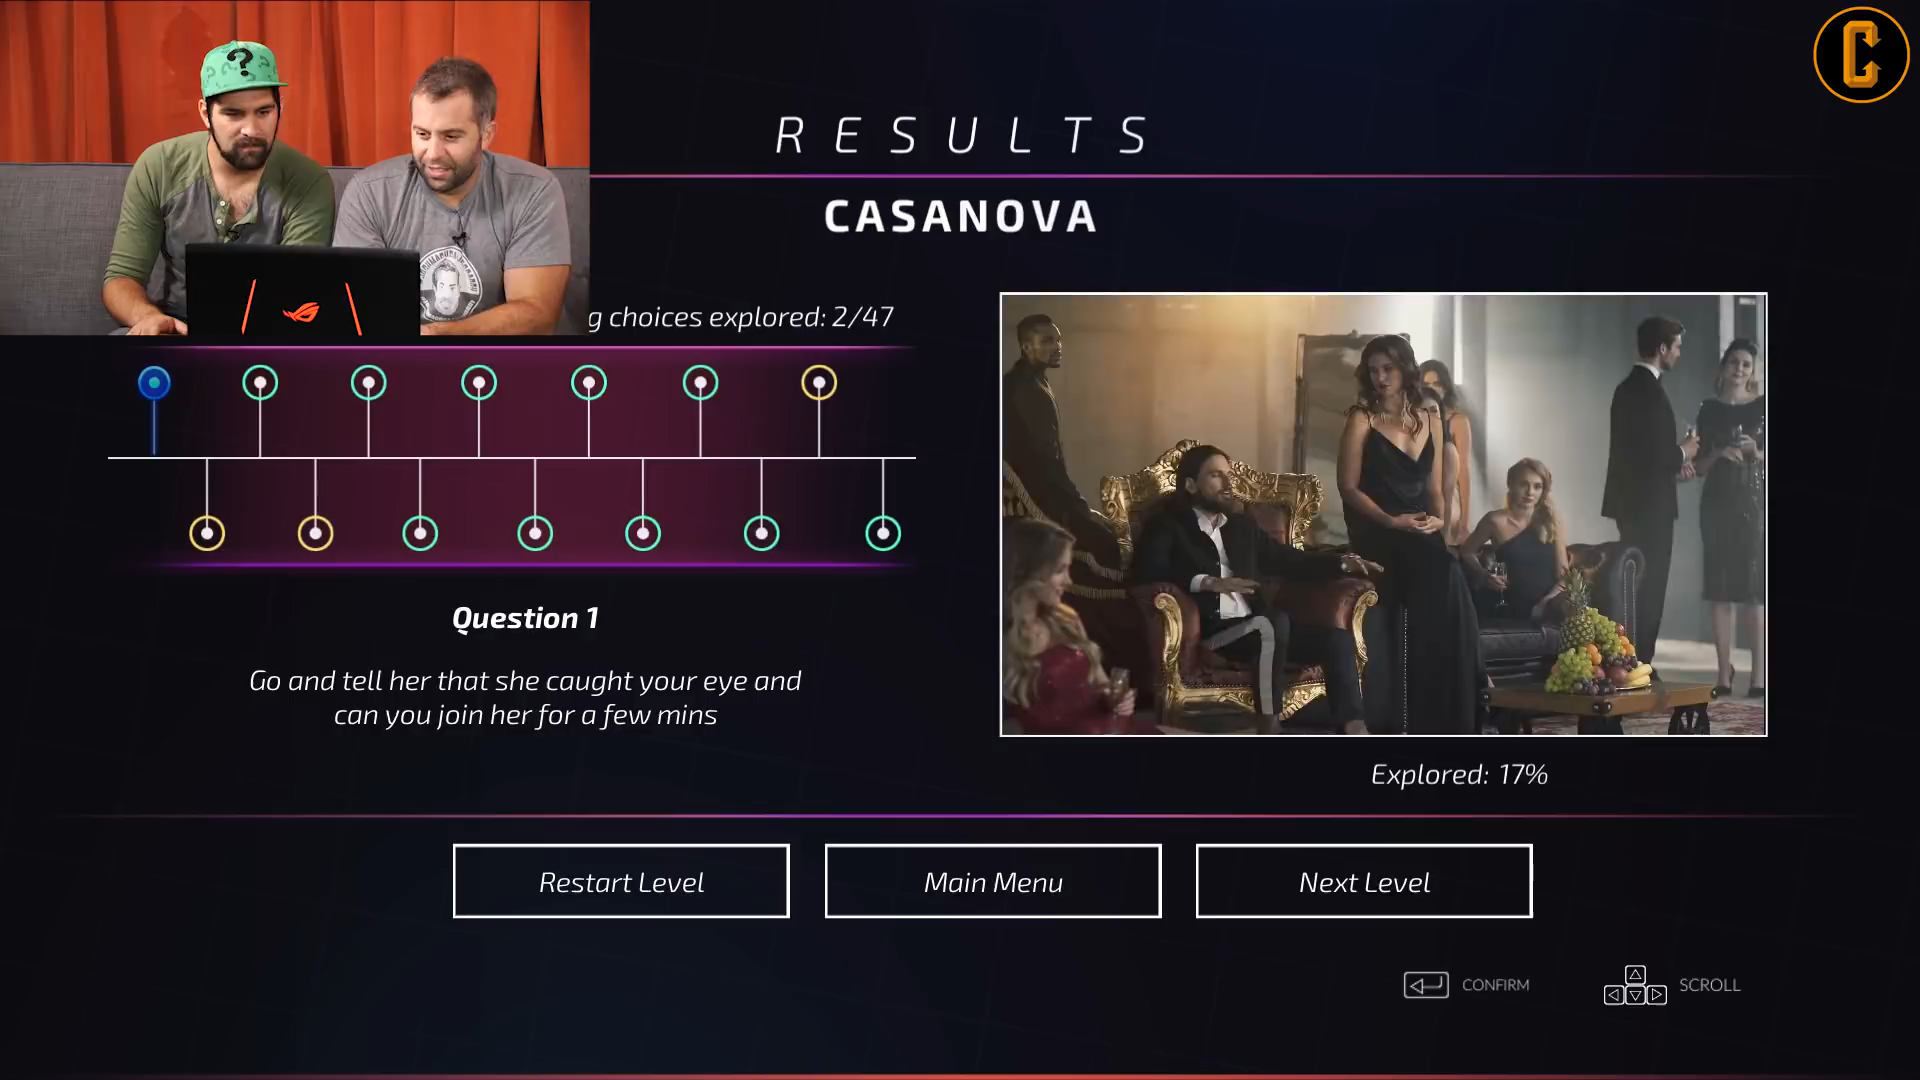 ?
RESULTS
CASANOVA
g choices explored: 2/47
Question 1
Go and tell her that she caught your eye and
can you join her for a few mins
Explored: 17%
Restart Level
Main Menu
Next Level
CONFIRM
SCROLL